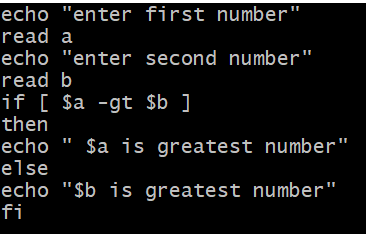 echo "enter first number"
read a
echo "enter second number"
read b
if [ $a -gt $b ]
then
echo " $a is greatest number"
else
echo "$b is greatest number"
fi